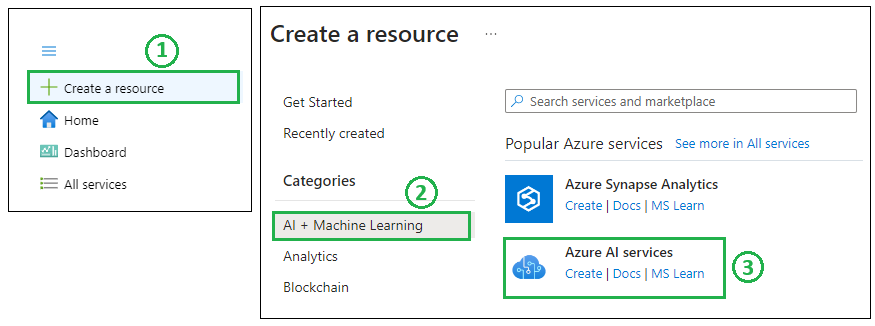 1
Create a resource
Home
Dashboard
All services
Create a resource ...
Get Started
Recently created
Categories
2
AI + Machine Learning
Analytics
Blockchain
Search services and marketplace
Popular Azure services See more in All services
Azure Synapse Analytics
Create | Docs | MS Learn
Azure AI services
Create | Docs | MS Learn
3